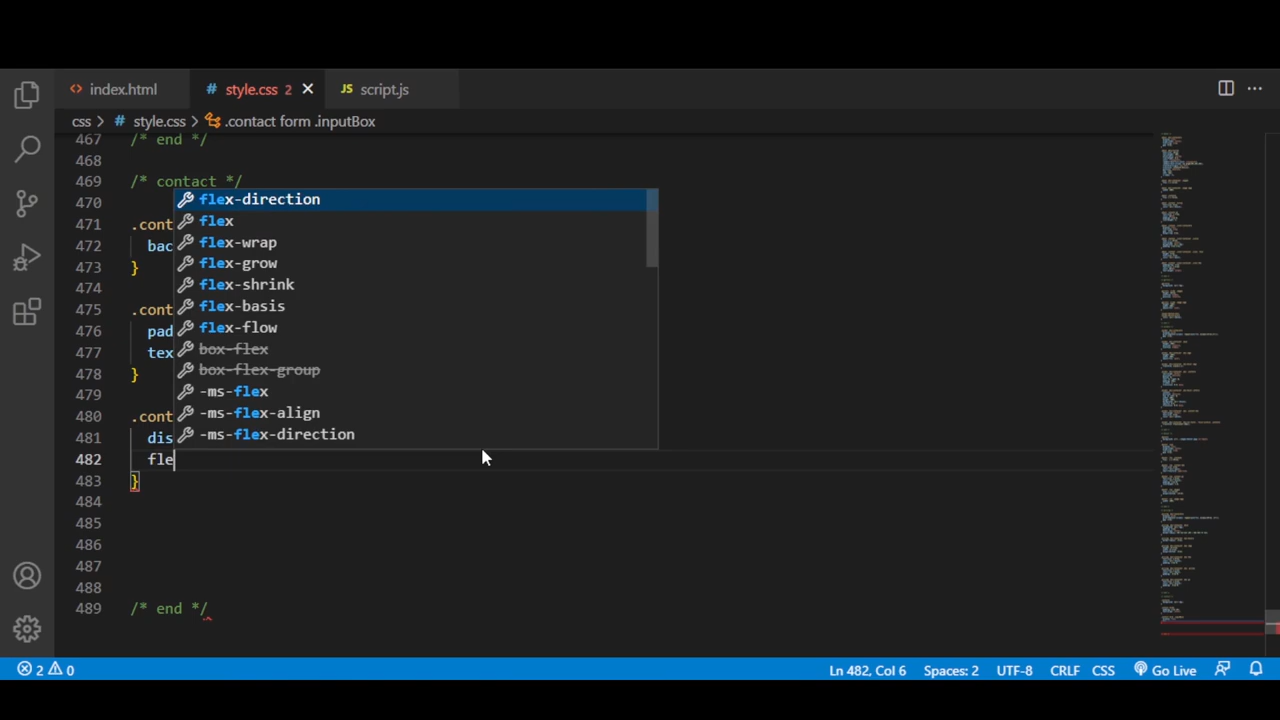 index.html
style.css 2
JS script.js
css > # style.css > .contact form .inputBox
467 /* end */
468
469 /* contact */
470
471 .cont
472 bac
473 }
474
475 .cont
476 pad
477 tex
478 }
479
480 .cont
481 dis
482 fle
483 }
484
485
486
487
488
489 /* end */
flex-direction
flex
flex-wrap
flex-grow
flex-shrink
flex-basis
flex-flow
box-flex
box-flex-group
-ms-flex
-ms-flex-align
-ms-flex-direction
2 0 Ln 482, Col 6 Spaces: 2 UTF-8 CRLF CSS Go Live